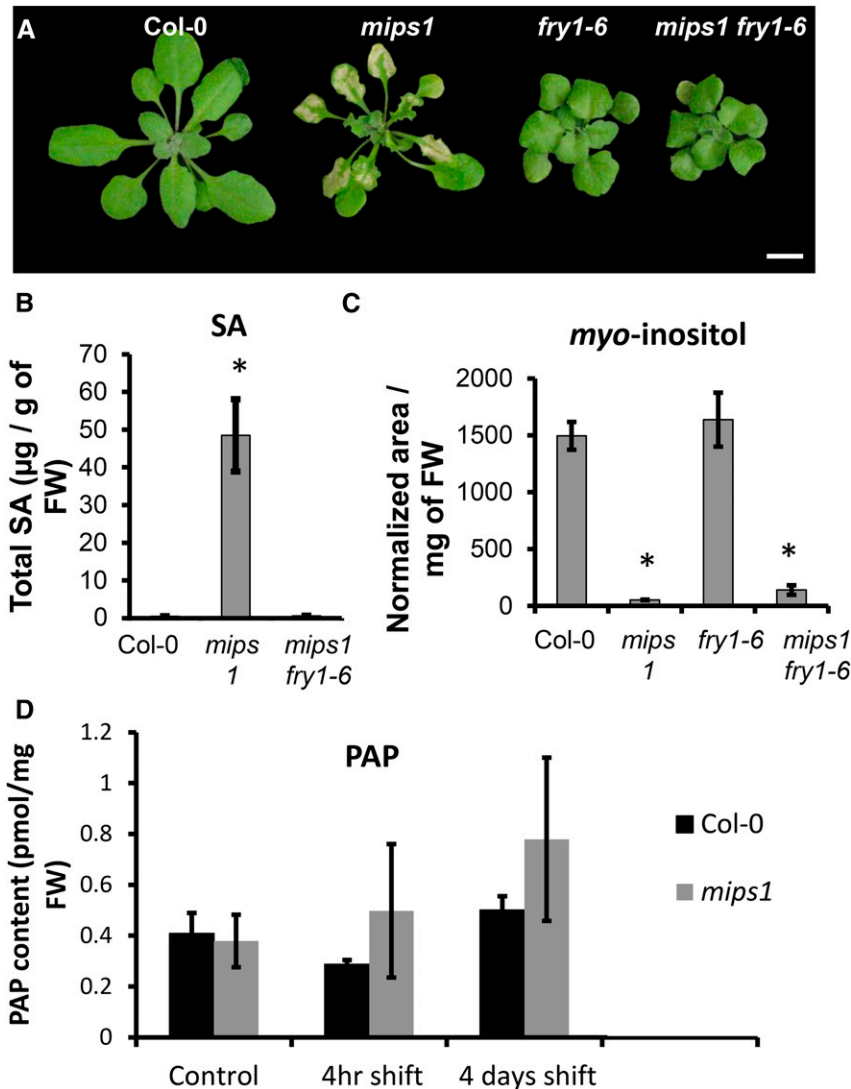 A
Col-0 mips1 fry1-6 mips1 fry1-6
B
SA
Total SA (µg / g of
FW)
70
60
50
40
30
20
10
0
*
Col-0 mips
1 mips1
fry1-6
C
myo-inositol
Normalized area /
mg of FW
2000
1500
1000
500
0
*
*
Col-0 mips
1 fry1-6 mips1
fry1-6
D
PAP
PAP content (pmol/mg
FW)
1.2
1
0.8
0.6
0.4
0.2
0
Col-0
mips1
Control 4hr shift 4 days shift